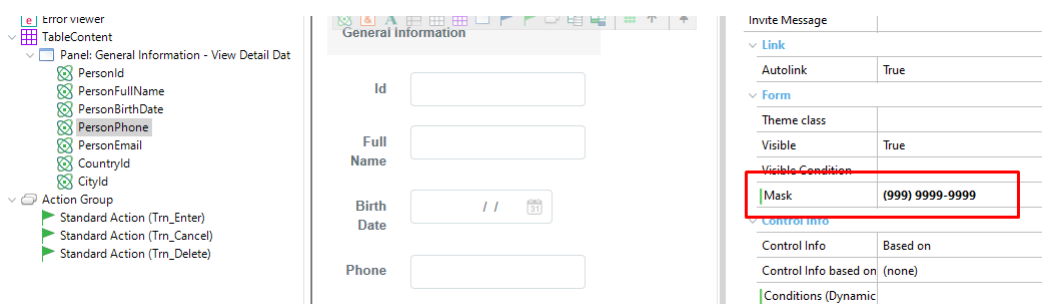 Error Viewer
TableContent
Panel: General Information - View Detail Dat
PersonId
PersonFullName
PersonBirthDate
PersonPhone
PersonEmail
CountryId
CityId
Action Group
Standard Action (Trn_Enter)
Standard Action (Trn_Cancel)
Standard Action (Trn_Delete)
General Information
Id
Full
Name
Birth
Date
/ /
31
Phone
Invite Message
Link
Autolink True
Form
Theme class
Visible True
Visible Condition
Mask (999) 9999-9999
Control Info
Control Info Based on
Control Info based on (none)
Conditions (Dynamic